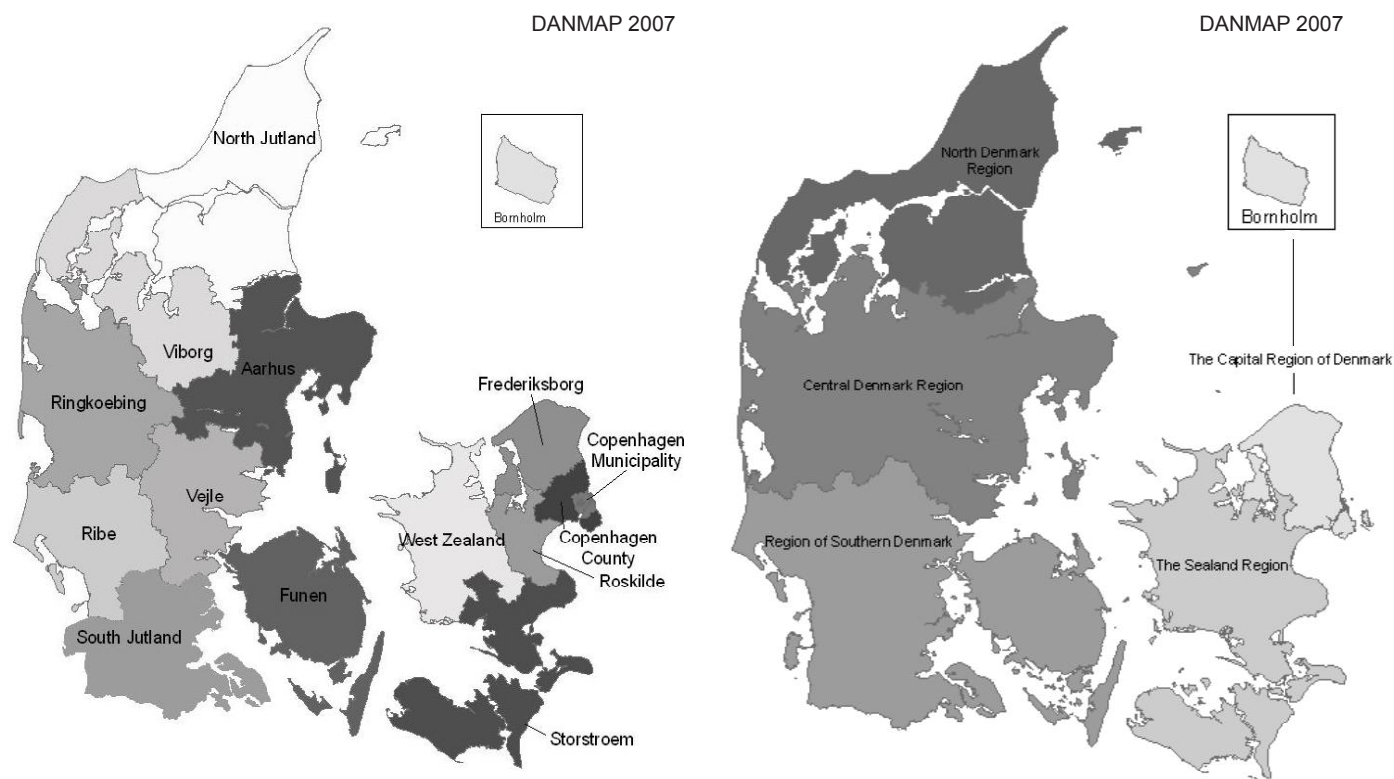 DANMAP 2007
North Jutland
Bornholm
Viborg
Aarhus
Ringkoebing
Frederiksborg
Copenhagen
Municipality
Vejle
Ribe
West Zealand
Copenhagen
County
Roskilde
Funen
South Jutland
Storstroem
DANMAP 2007
North Denmark
Region
Bornholm
The Capital Region of Denmark
Central Denmark Region
Region of Southern Denmark
The Sealand Region